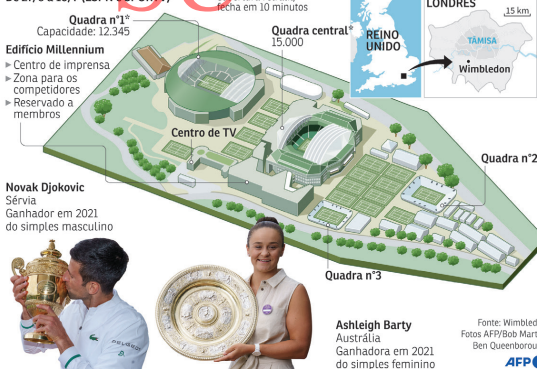 fecha em 10 minutos
Quadra n°1*
Capacidade: 12.345
Quadra central*
15.000
Edifício Millennium
Centro de imprensa
Zona para os
competidores
Reservado a
membros
Centro de TV
REINO
UNIDO
LONDRES
15 km
TÂMISA
Wimbledon
Quadra n°2
Quadra n°3
Novak Djokovic
Sérvia
Ganhador em 2021
do simples masculino
Ashleigh Barty
Austrália
Ganhadora em 2021
do simples feminino
Fonte: Wimbled
Fotos AFP/Bob Mart
Ben Queenborou
AFP